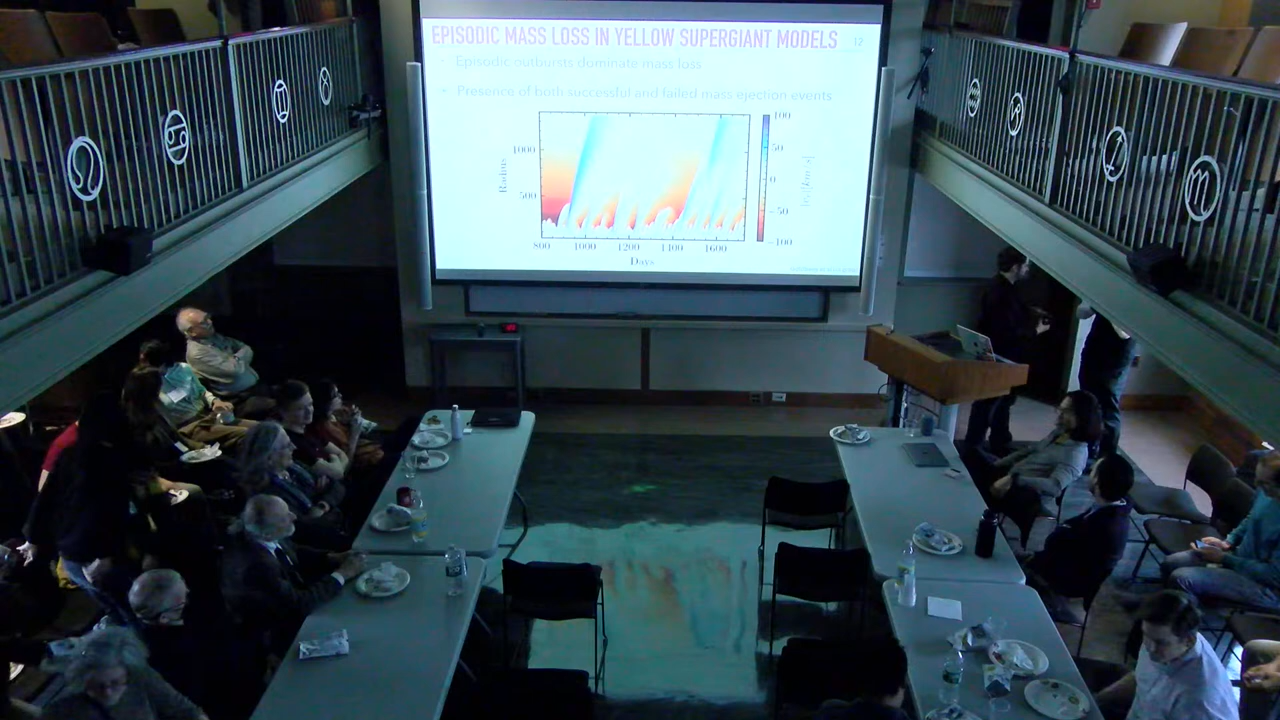 EPISODIC MASS LOSS IN YELLOW SUPERGIANT MODELS 12
Episodic outbursts dominate mass loss
Presence of both successful and failed mass ejection events
100
50
0
-50
-100
1000
500
Radius
800 1000 1200 1400 1600
Days